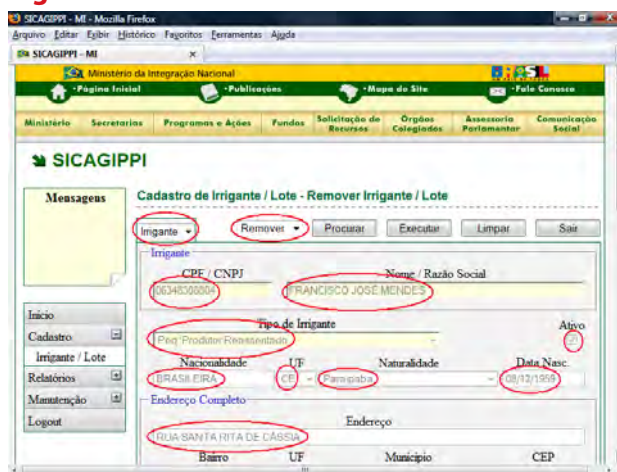 SICAGIPPI - MI - Mozilla Firefox
Arquivo Editar Exibir Histórico Favoritos Ferramentas Ajuda
SICAGIPPI - MI x
Ministério da Integração Nacional
Página Inicial Publicações Mapa do Site Fale Conosco
Ministério Secretarias Programas e Ações Fundos Solicitação de Recursos Órgãos Colegiados Assessoria Parlamentar Comunicação Social
SICAGIPPI
Mensagens
Cadastro de Irrigante / Lote - Remover Irrigante / Lote
Irrigante Remover Procurar Executar Limpar Sair
Irrigante
CPF / CNPJ Nome / Razão Social
FRANCISCO JOSÉ MENDES
Tipo de Irrigante Ativo
Peq. Produtor Reassentado
Nacionalidade UF Naturalidade Data Nasc.
BRASILEIRA CE Paraipaba 08/12/1959
Endereço Completo
Endereço
RUA SANTA RITA DE CÁSSIA
Bairro UF Município CEP
Início
Cadastro
Irrigante / Lote
Relatórios
Manutenção
Logout